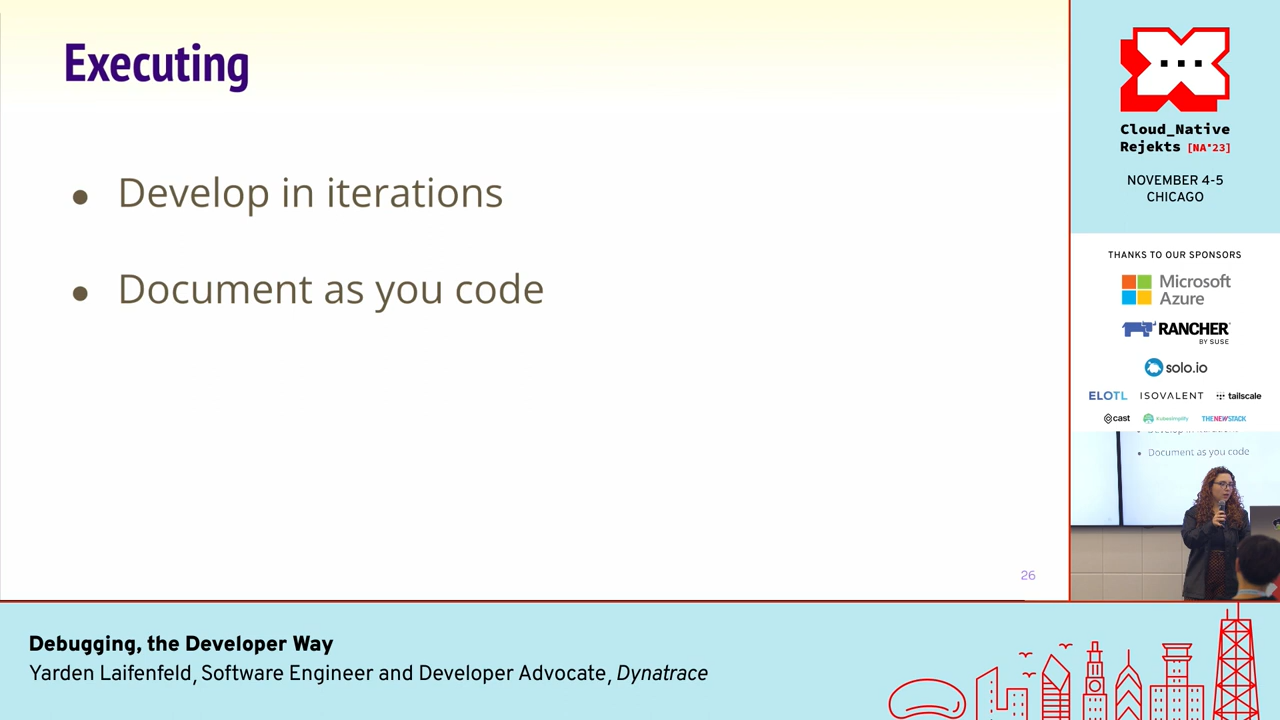 Executing
● Develop in iterations
● Document as you code
26
Cloud_Native
Rejekts [NA'23]
NOVEMBER 4-5
CHICAGO
THANKS TO OUR SPONSORS
Microsoft
Azure
RANCHER
BY SUSE
solo.io
ELOTL ISOVALENT tailscale
cast kubesimplify THENEWSTACK
● Document as you code
Debugging, the Developer Way
Yarden Laifenfeld, Software Engineer and Developer Advocate, Dynatrace